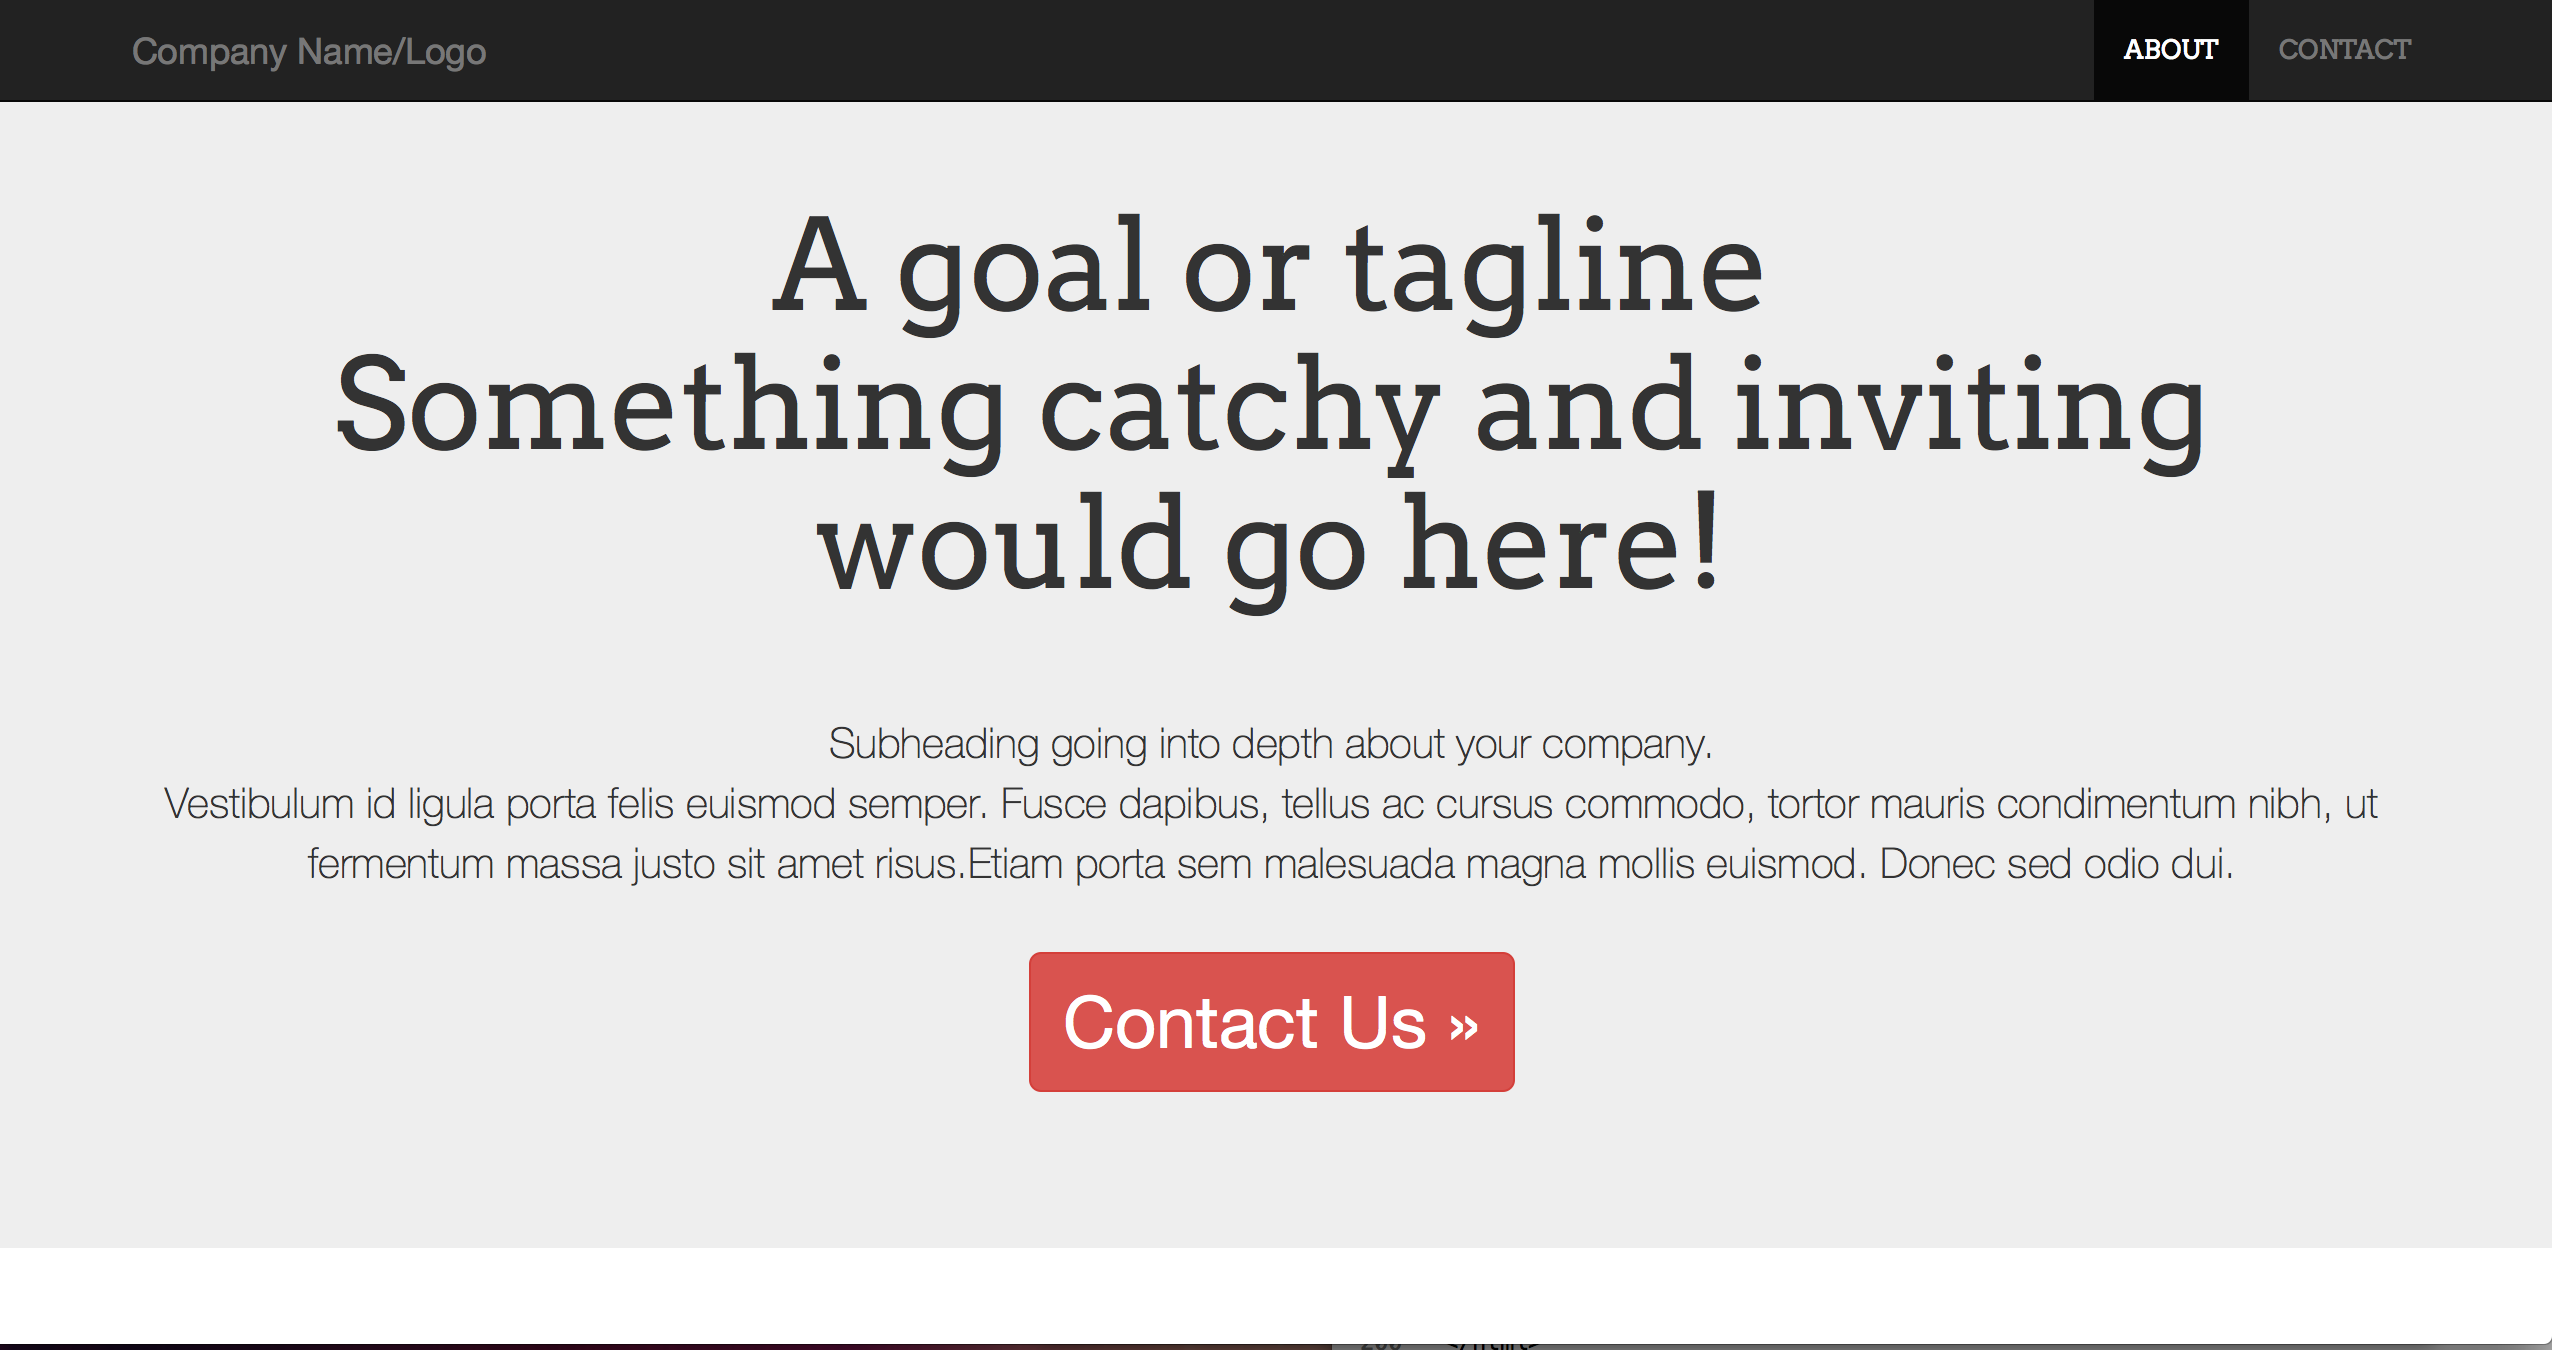 Company Name/Logo
ABOUT
CONTACT
A goal or tagline
Something catchy and inviting
would go here!
Subheading going into depth about your company.
Vestibulum id ligula porta felis euismod semper. Fusce dapibus, tellus ac cursus commodo, tortor mauris condimentum nibh, ut
fermentum massa justo sit amet risus.Etiam porta sem malesuada magna mollis euismod. Donec sed odio dui.
Contact Us »